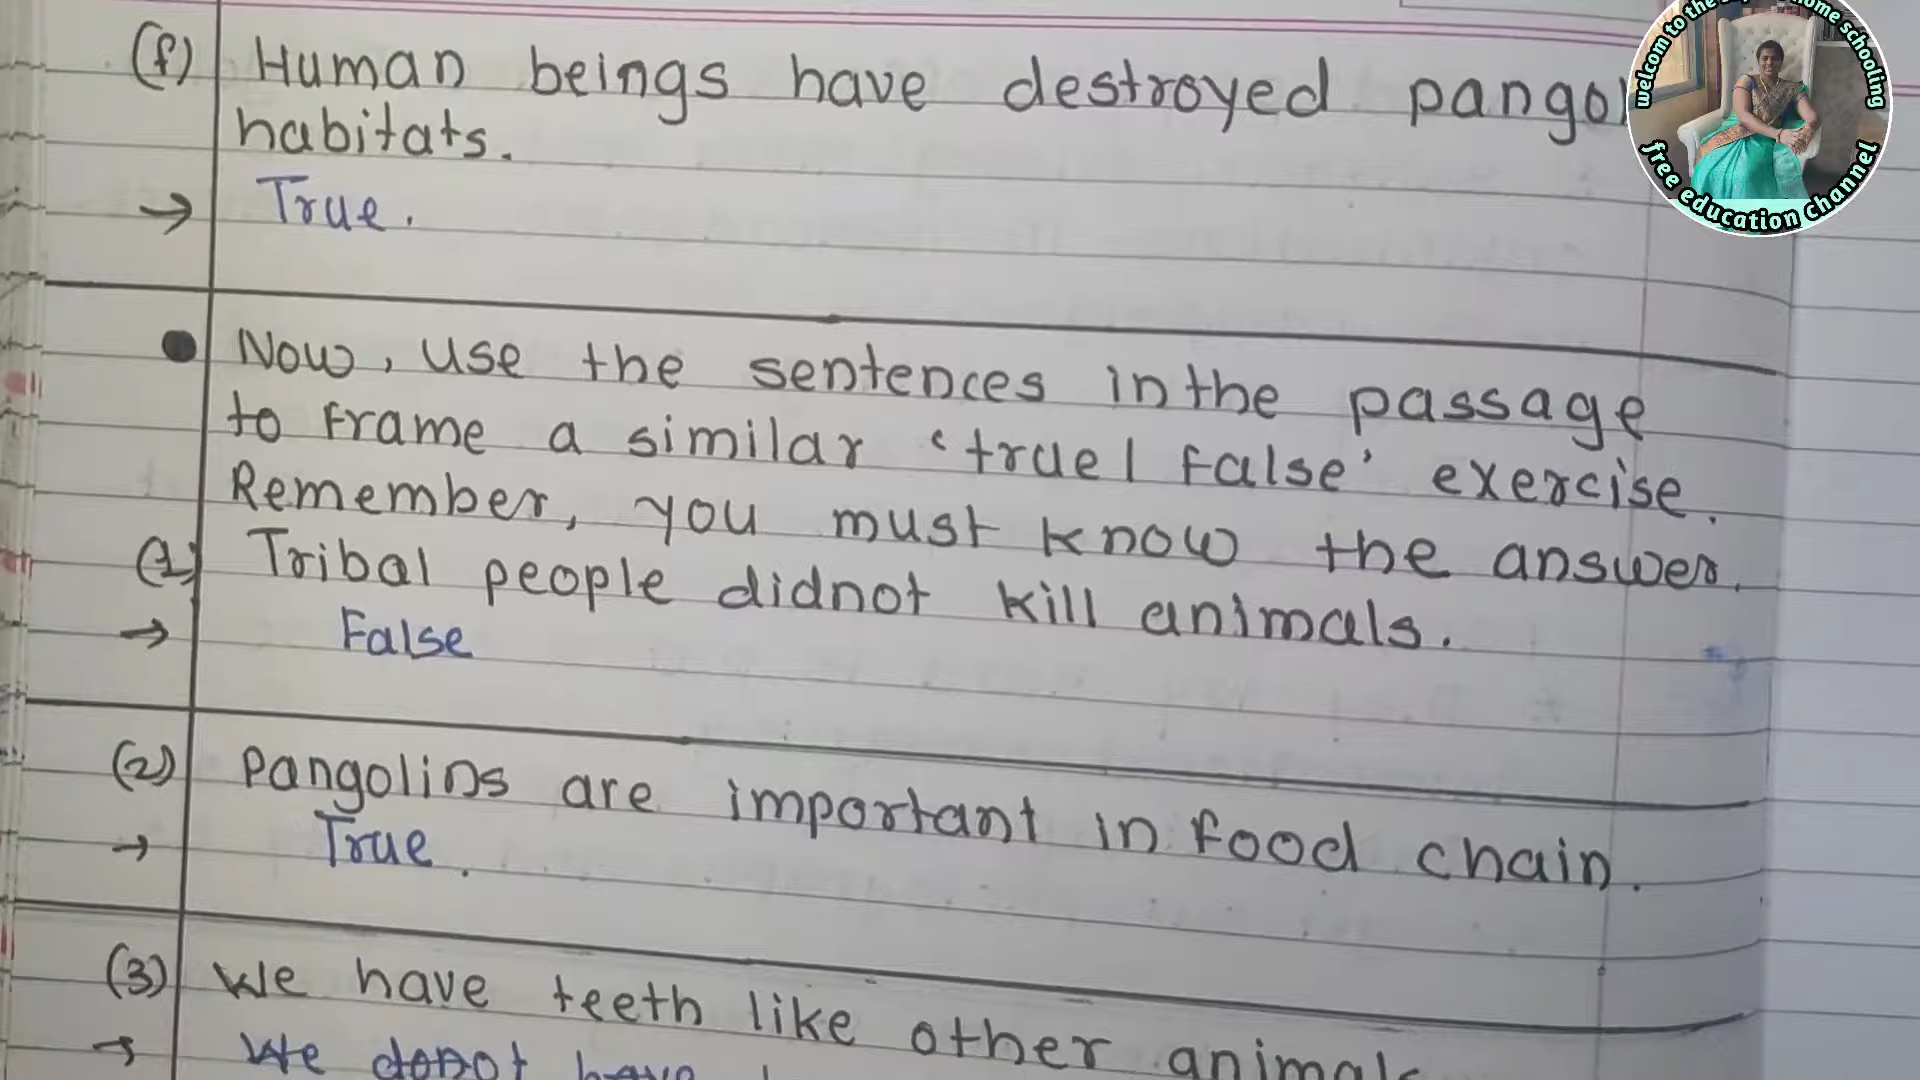 (f) Human beings have destroyed
habitats.
→ True.
● Now, use the sentences in the passage
to frame a similar 'true/false' exercise.
Remember, you must know the answer.
(1) Tribal people didnot kill animals.
→ False
(2) Pangolins are important in food chain.
→ True.
(3) We have teeth like other
→ We donot have
welcom to the
home schooling
free education channel